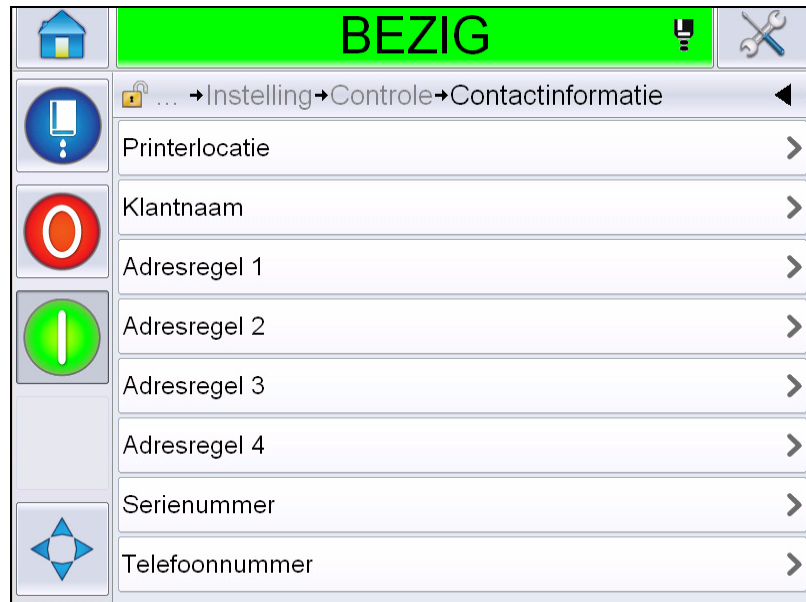 BEZIG
... →Instelling→Controle→Contactinformatie
Printerlocatie
Klantnaam
Adresregel 1
Adresregel 2
Adresregel 3
Adresregel 4
Serienummer
Telefoonnummer